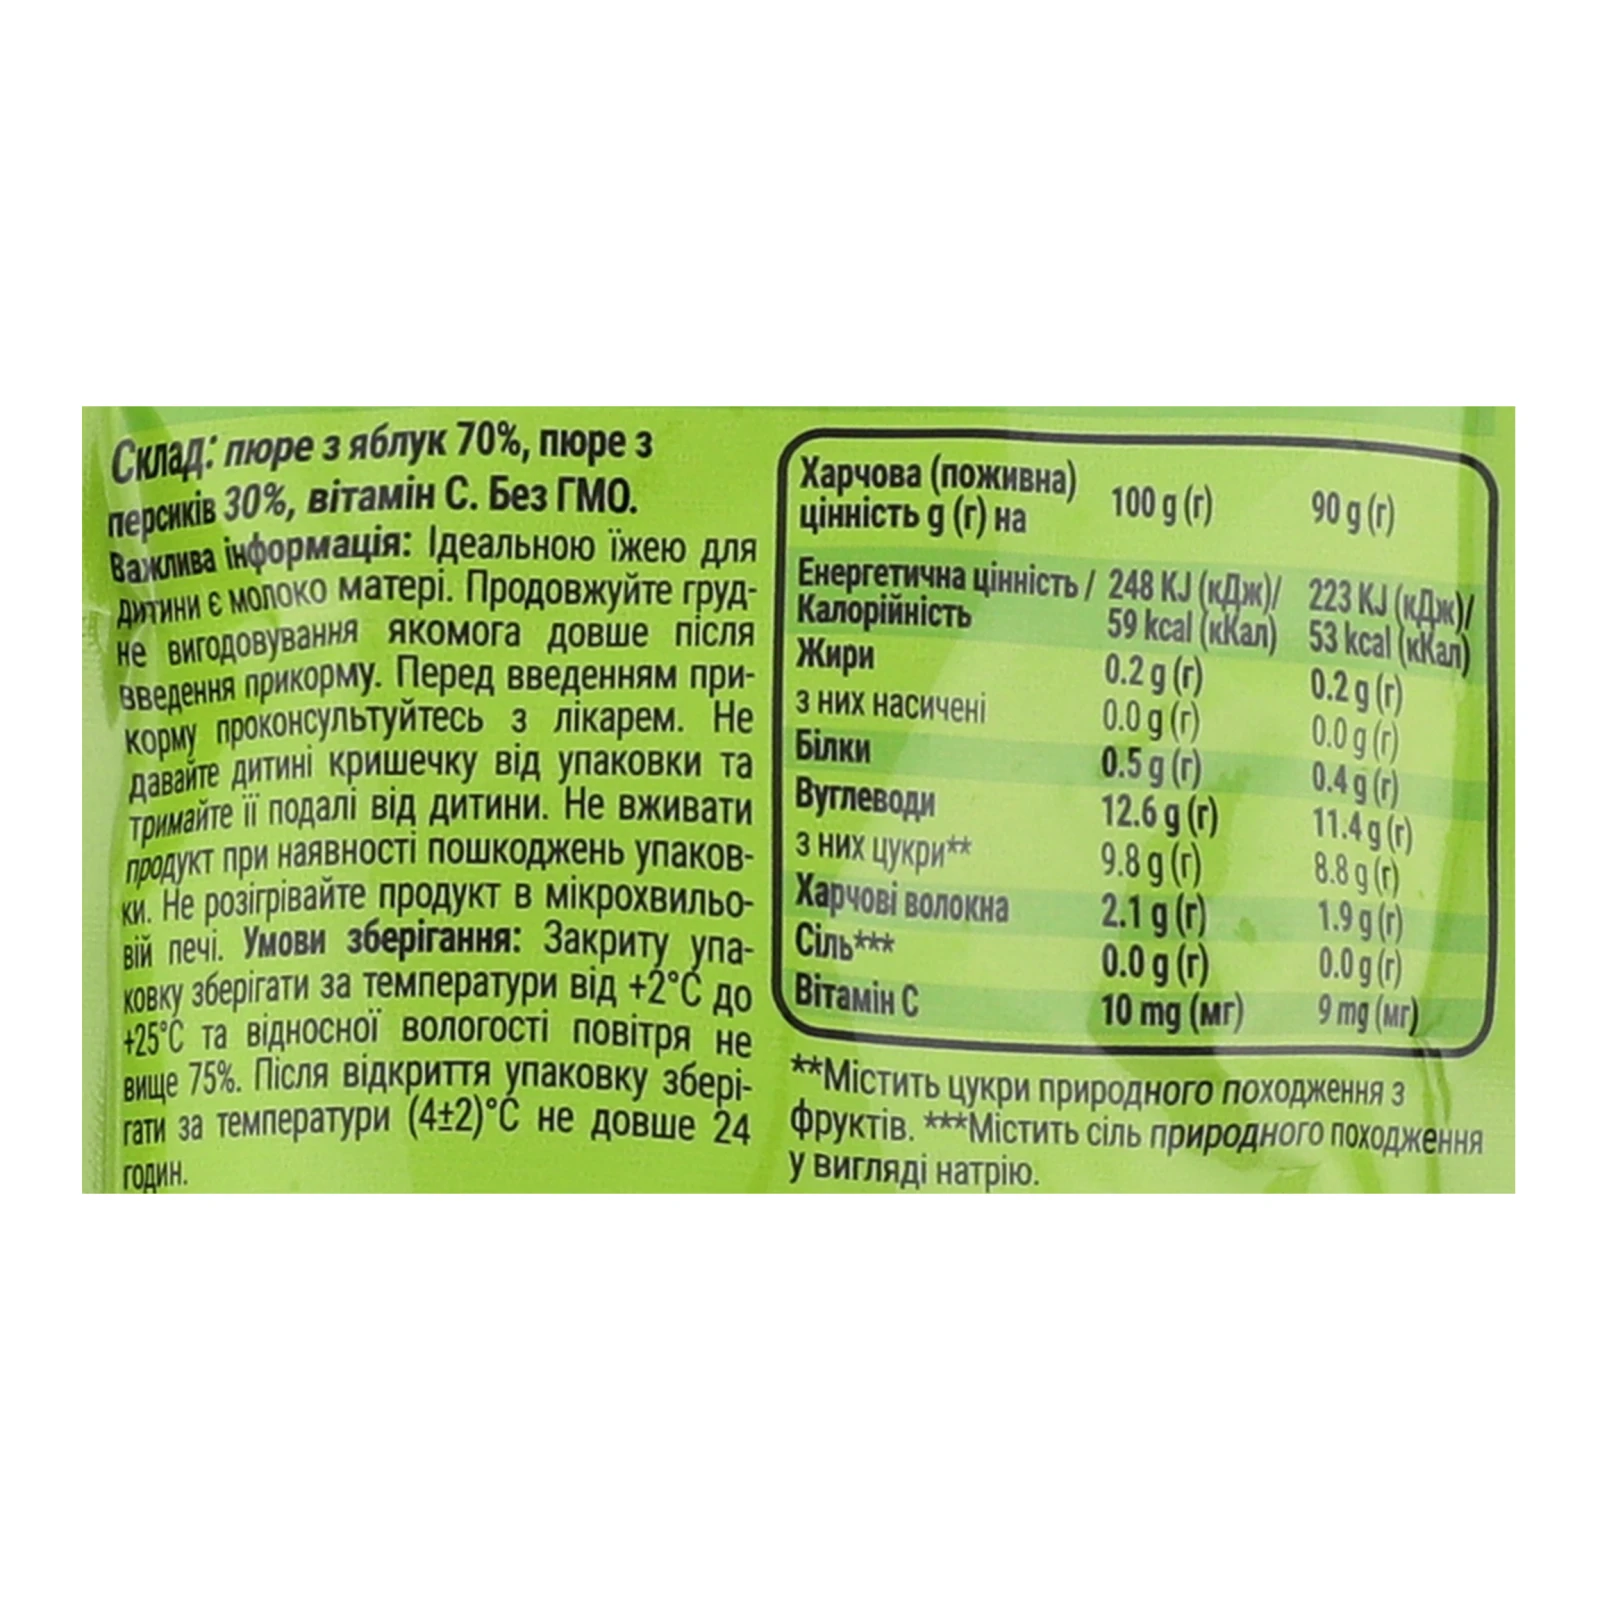 Склад: пюре з яблук 70%, пюре з
персиків 30%, вітамін С. Без ГМО.
Важлива інформація: Ідеальною їжею для
дитини є молоко матері. Продовжуйте груд-
не вигодовування якомога довше після
введення прикорму. Перед введенням при-
корму проконсультуйтесь з лікарем. Не
давайте дитині кришечку від упаковки та
тримайте її подалі від дитини. Не вживати
продукт при наявності пошкоджень упаков-
ки. Не розігрівайте продукт в мікрохвильо-
вій печі. Умови зберігання: Закриту упа-
ковку зберігати за температури від +2°С до
+25°С та відносної вологості повітря не
вище 75%. Після відкриття упаковку збері-
гати за температури (4±2)°С не довше 24
годин.
Харчова (поживна)
цінність g (г) на 100 g (г) 90 g (г)
Енергетична цінність / 248 KJ (кДж)/ 223 KJ (кДж)/
Калорійність 59 kcal (кКал) 53 kcal (кКал)
Жири 0.2 g (г) 0.2 g (г)
з них насичені 0.0 g (г) 0.0 g (г)
Білки 0.5 g (г) 0.4 g (г)
Вуглеводи 12.6 g (г) 11.4 g (г)
з них цукри** 9.8 g (г) 8.8 g (г)
Харчові волокна 2.1 g (г) 1.9 g (г)
Сіль*** 0.0 g (г) 0.0 g (г)
Вітамін С 10 mg (мг) 9 mg (мг)
**Містить цукри природного походження з
фруктів. ***Містить сіль природного походження
у вигляді натрію.